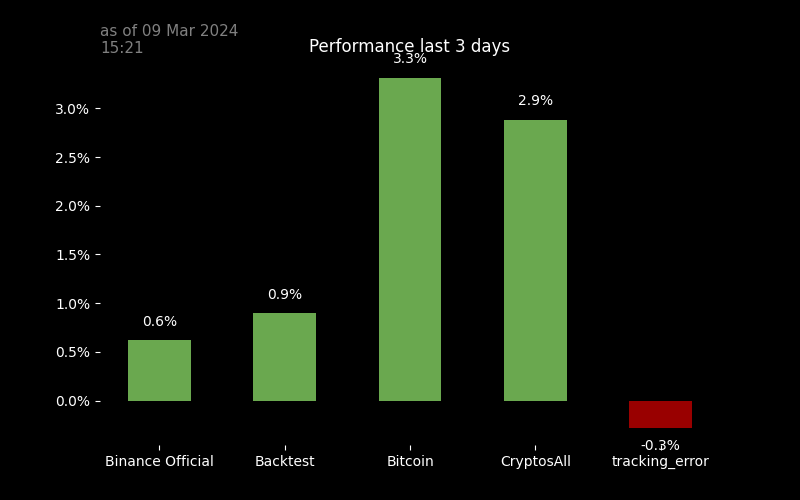 as of 09 Mar 2024
15:21
Performance last 3 days
3.3%
2.9%
0.9%
0.6%
-0.3%
3.0%
2.5%
2.0%
1.5%
1.0%
0.5%
0.0%
Binance Official
Backtest
Bitcoin
CryptosAll
tracking_error